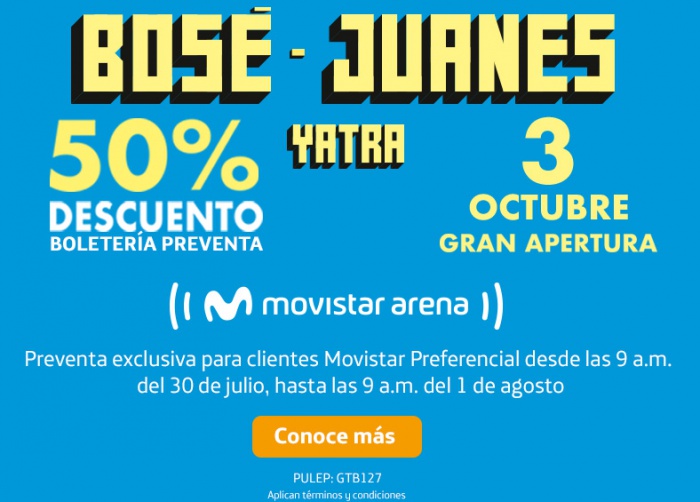 BOSÉ - JUANES
YATRA
50%
DESCUENTO
BOLETERÍA PREVENTA
3
OCTUBRE
GRAN APERTURA
movistar arena
Preventa exclusiva para clientes Movistar Preferencial desde las 9 a.m.
del 30 de julio, hasta las 9 a.m. del 1 de agosto
Conoce más
PULEP: GTB127
Aplican términos y condiciones